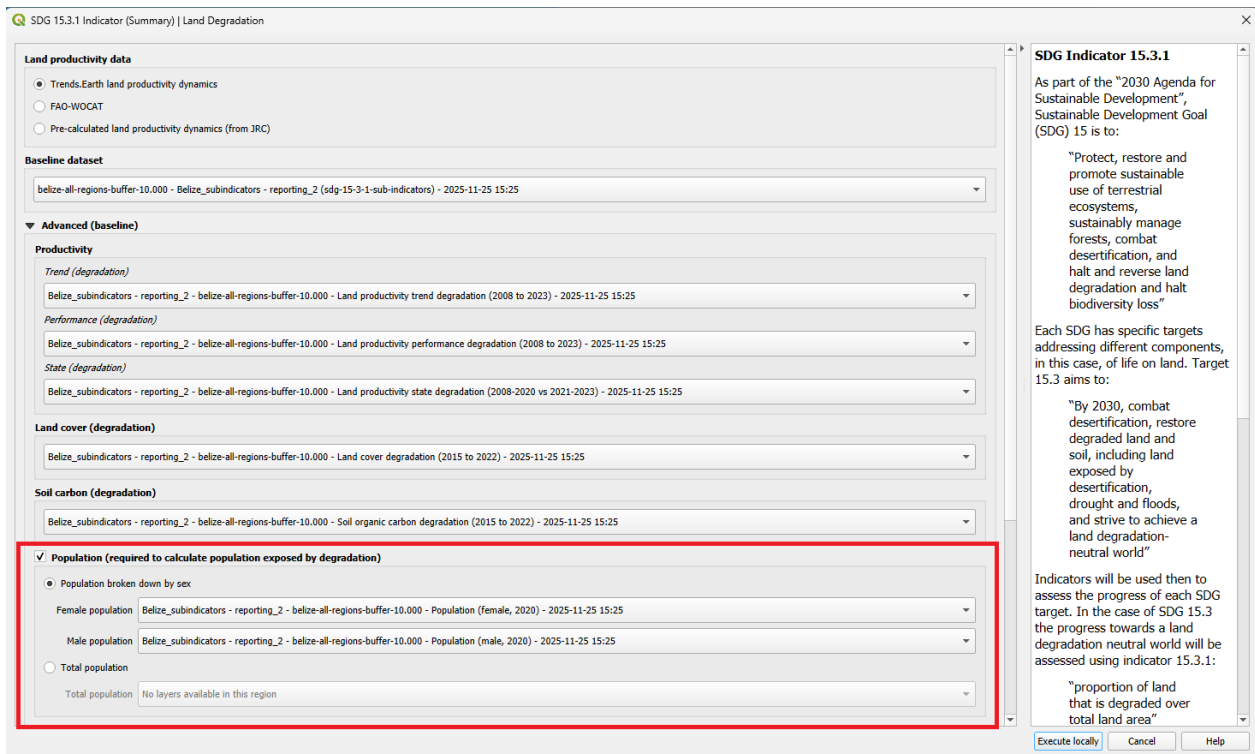 SDG 15.3.1 Indicator (Summary) | Land Degradation
Land productivity data
Trends.Earth land productivity dynamics
FAO-WOCAT
Pre-calculated land productivity dynamics (from JRC)
Baseline dataset
belize-all-regions-buffer-10.000 - Belize_subindicators - reporting_2 (sdg-15-3-1-sub-indicators) - 2025-11-25 15:25
Advanced (baseline)
Productivity
Trend (degradation)
Belize_subindicators - reporting_2 - belize-all-regions-buffer-10.000 - Land productivity trend degradation (2008 to 2023) - 2025-11-25 15:25
Performance (degradation)
Belize_subindicators - reporting_2 - belize-all-regions-buffer-10.000 - Land productivity performance degradation (2008 to 2023) - 2025-11-25 15:25
State (degradation)
Belize_subindicators - reporting_2 - belize-all-regions-buffer-10.000 - Land productivity state degradation (2008-2020 vs 2021-2023) - 2025-11-25 15:25
Land cover (degradation)
Belize_subindicators - reporting_2 - belize-all-regions-buffer-10.000 - Land cover degradation (2015 to 2022) - 2025-11-25 15:25
Soil carbon (degradation)
Belize_subindicators - reporting_2 - belize-all-regions-buffer-10.000 - Soil organic carbon degradation (2015 to 2022) - 2025-11-25 15:25
Population (required to calculate population exposed by degradation)
Population broken down by sex
Female population Belize_subindicators - reporting_2 - belize-all-regions-buffer-10.000 - Population (female, 2020) - 2025-11-25 15:25
Male population Belize_subindicators - reporting_2 - belize-all-regions-buffer-10.000 - Population (male, 2020) - 2025-11-25 15:25
Total population
Total population No layers available in this region
SDG Indicator 15.3.1
As part of the "2030 Agenda for
Sustainable Development",
Sustainable Development Goal
(SDG) 15 is to:
"Protect, restore and
promote sustainable
use of terrestrial
ecosystems,
sustainably manage
forests, combat
desertification, and
halt and reverse land
degradation and halt
biodiversity loss"
Each SDG has specific targets
addressing different components,
in this case, of life on land. Target
15.3 aims to:
"By 2030, combat
desertification, restore
degraded land and
soil, including land
exposed by
desertification,
drought and floods,
and strive to achieve a
land degradation-
neutral world"
Indicators will be used then to
assess the progress of each SDG
target. In the case of SDG 15.3
the progress towards a land
degradation neutral world will be
assessed using indicator 15.3.1:
"proportion of land
that is degraded over
total land area"
Execute locally Cancel Help